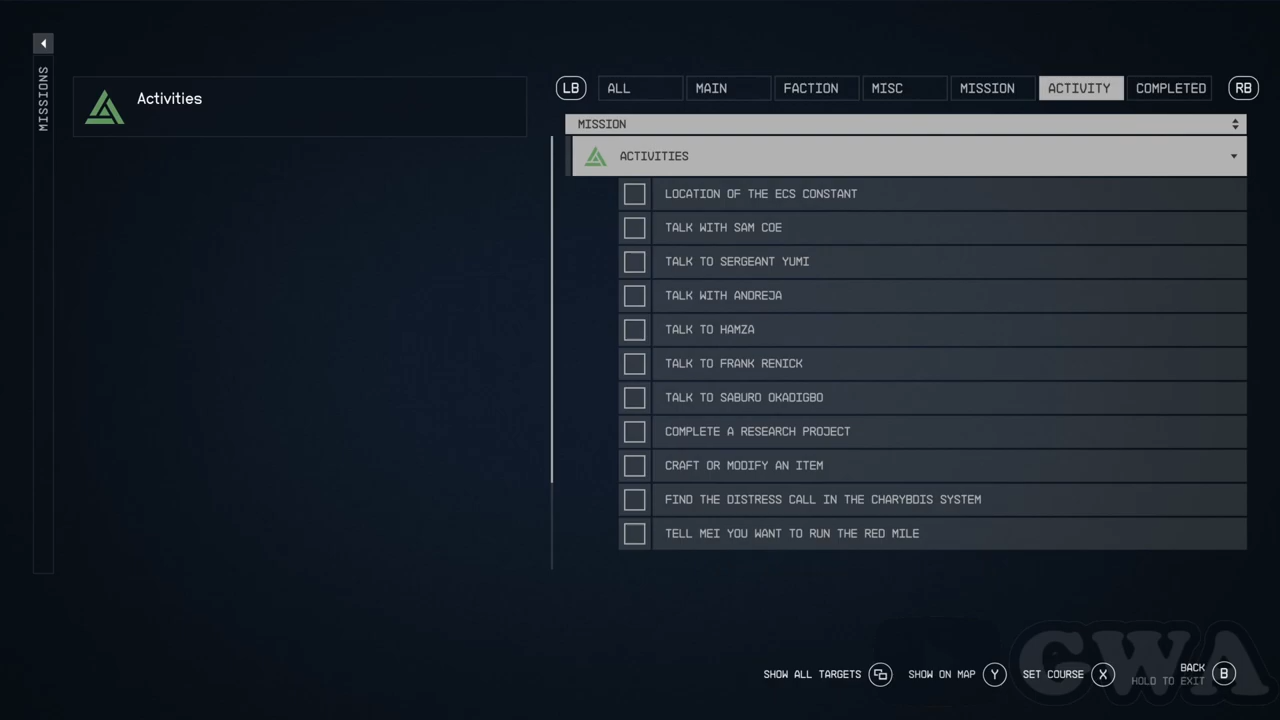 MISSIONS
Activities
LB ALL MAIN FACTION MISC MISSION ACTIVITY COMPLETED RB
MISSION
ACTIVITIES
LOCATION OF THE ECS CONSTANT
TALK WITH SAM COE
TALK TO SERGEANT YUMI
TALK WITH ANDREJA
TALK TO HAMZA
TALK TO FRANK RENICK
TALK TO SABURO OKADIGBO
COMPLETE A RESEARCH PROJECT
CRAFT OR MODIFY AN ITEM
FIND THE DISTRESS CALL IN THE CHARYBDIS SYSTEM
TELL MEI YOU WANT TO RUN THE RED MILE
SHOW ALL TARGETS SHOW ON MAP Y SET COURSE X BACK B
HOLD TO EXIT
GWA